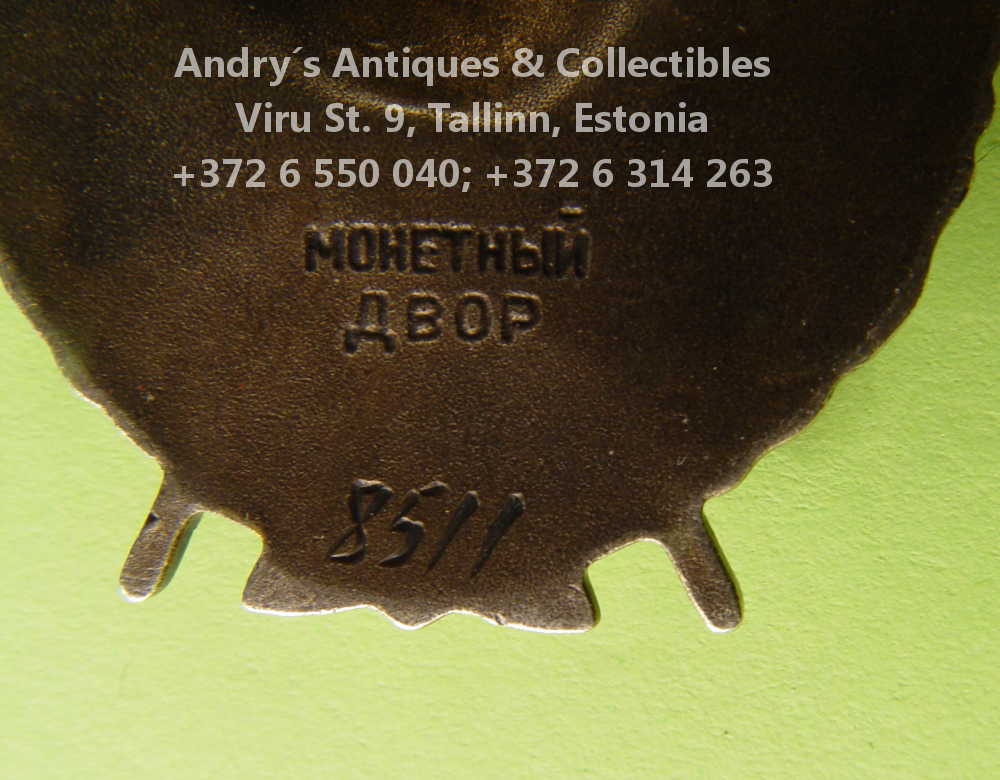 Andry´s Antiques & Collectibles
Viru St. 9, Tallinn, Estonia
+372 6 550 040; +372 6 314 263
МОНЕТНЫЙ
ДВОР
8511